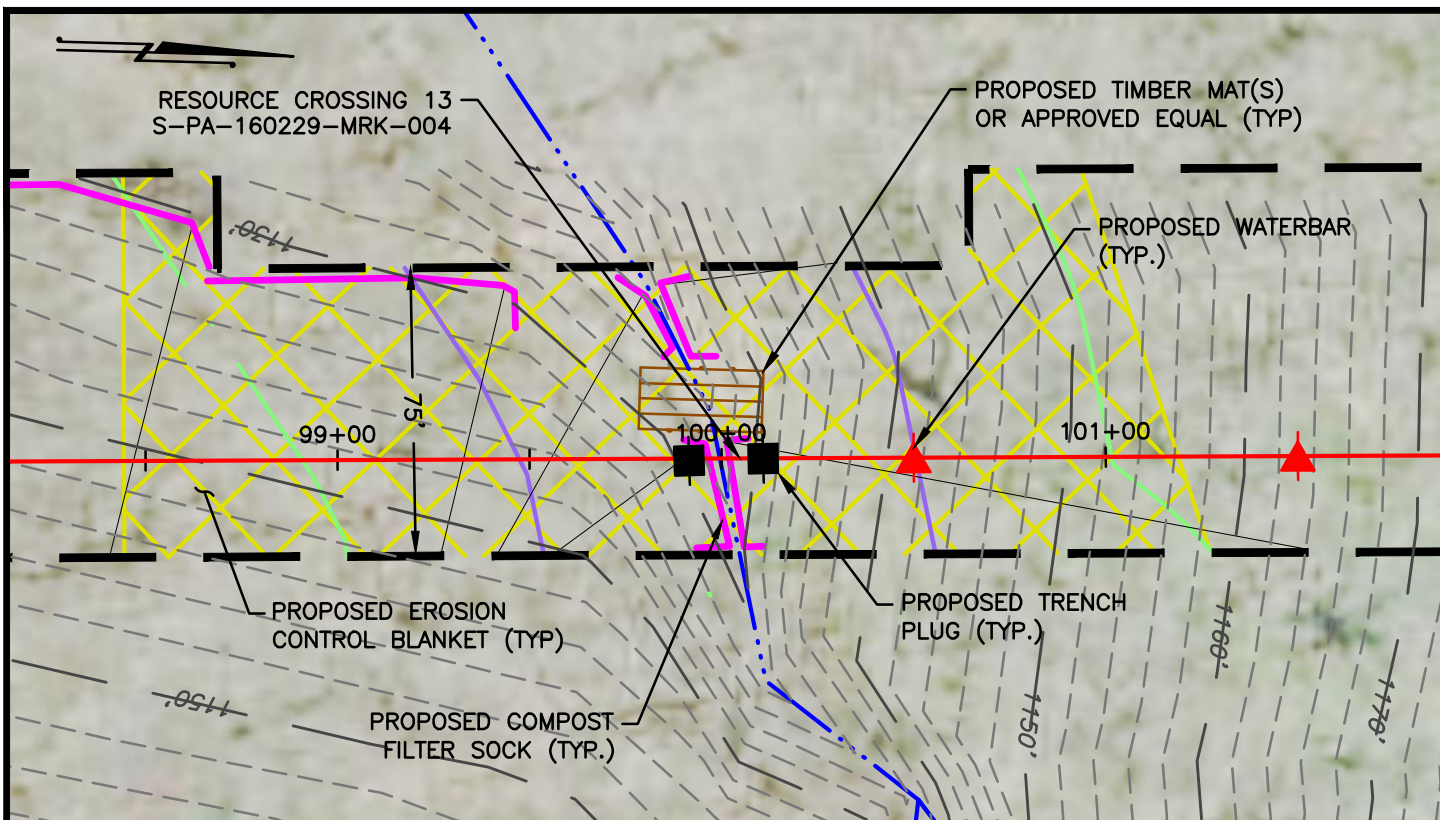 RESOURCE CROSSING 13
S-PA-160229-MRK-004
PROPOSED TIMBER MAT(S)
OR APPROVED EQUAL (TYP)
PROPOSED WATERBAR
(TYP.)
1130'
75'
99+00
100+00
101+00
PROPOSED EROSION
CONTROL BLANKET (TYP)
PROPOSED TRENCH
PLUG (TYP.)
1160'
1150'
1150'
1170'
PROPOSED COMPOST
FILTER SOCK (TYP.)